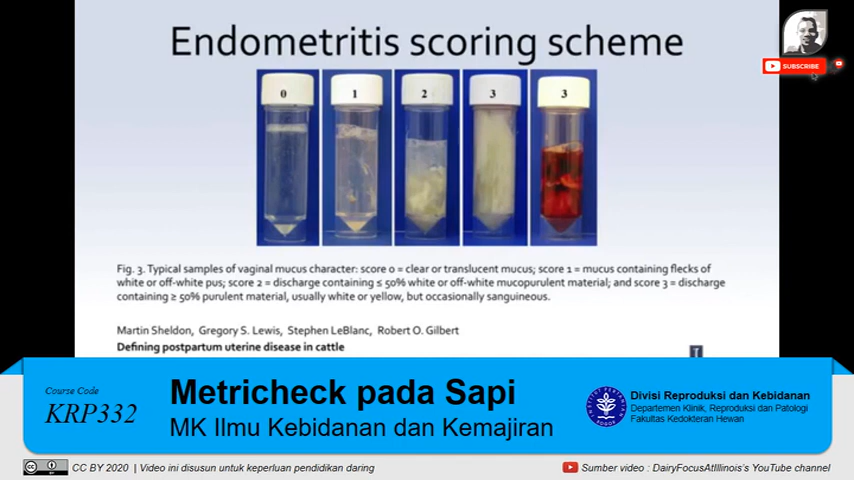 Endometritis scoring scheme
SUBSCRIBE
0 1 2 3 3
Fig. 3. Typical samples of vaginal mucus character: score 0 = clear or translucent mucus; score 1 = mucus containing flecks of
white or off-white pus; score 2 = discharge containing ≤ 50% white or off-white mucopurulent material; and score 3 = discharge
containing ≥ 50% purulent material, usually white or yellow, but occasionally sanguineous.
Martin Sheldon, Gregory S. Lewis, Stephen LeBlanc, Robert O. Gilbert
Defining postpartum uterine disease in cattle
Course Code
KRP332
Metricheck pada Sapi
MK Ilmu Kebidanan dan Kemajiran
INSTITUT PERTANIAN
BOGOR
Divisi Reproduksi dan Kebidanan
Departemen Klinik, Reproduksi dan Patologi
Fakultas Kedokteran Hewan
CC BY 2020 | Video ini disusun untuk keperluan pendidikan daring
Sumber video : DairyFocusAtIllinois's YouTube channel